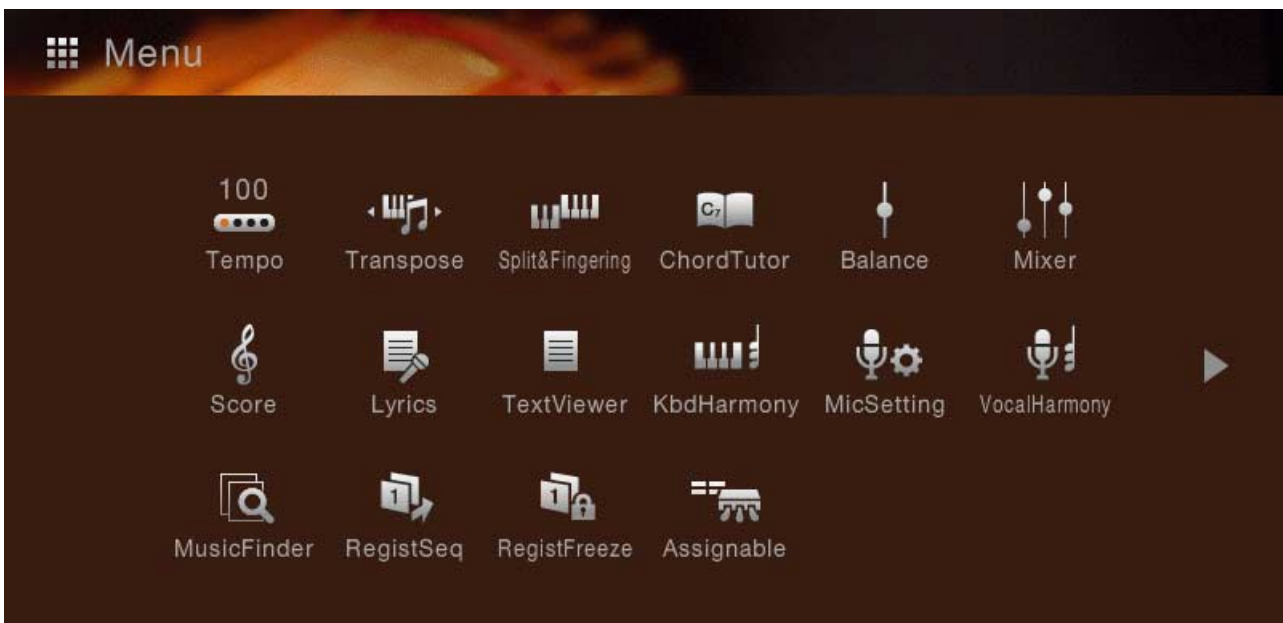 Menu
100
Tempo Transpose Split&Fingering ChordTutor Balance Mixer
C7
Score Lyrics TextViewer KbdHarmony MicSetting VocalHarmony
1 1
MusicFinder RegistSeq RegistFreeze Assignable